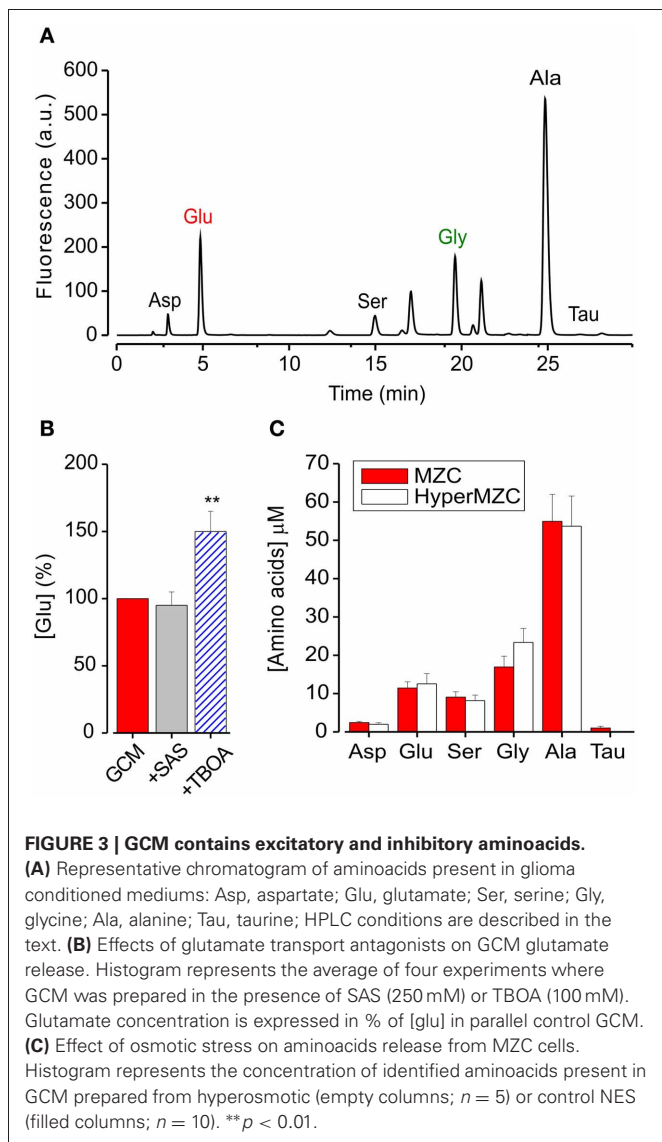 A
Fluorescence (a.u.)
600
500
400
300
200
100
0
Asp
Glu
Ser
Gly
Ala
Tau
0 5 10 15 20 25
Time (min)
B
[Glu] (%)
200
150
100
50
0
**
GCM
+SAS
+TBOA
C
[Amino acids] µM
70
60
50
40
30
20
10
0
MZC
HyperMZC
Asp Glu Ser Gly Ala Tau
FIGURE 3 | GCM contains excitatory and inhibitory aminoacids.
(A) Representative chromatogram of aminoacids present in glioma
conditioned mediums: Asp, aspartate; Glu, glutamate; Ser, serine; Gly,
glycine; Ala, alanine; Tau, taurine; HPLC conditions are described in the
text. (B) Effects of glutamate transport antagonists on GCM glutamate
release. Histogram represents the average of four experiments where
GCM was prepared in the presence of SAS (250 mM) or TBOA (100 mM).
Glutamate concentration is expressed in % of [glu] in parallel control GCM.
(C) Effect of osmotic stress on aminoacids release from MZC cells.
Histogram represents the concentration of identified aminoacids present in
GCM prepared from hyperosmotic (empty columns; n = 5) or control NES
(filled columns; n = 10). **p < 0.01.